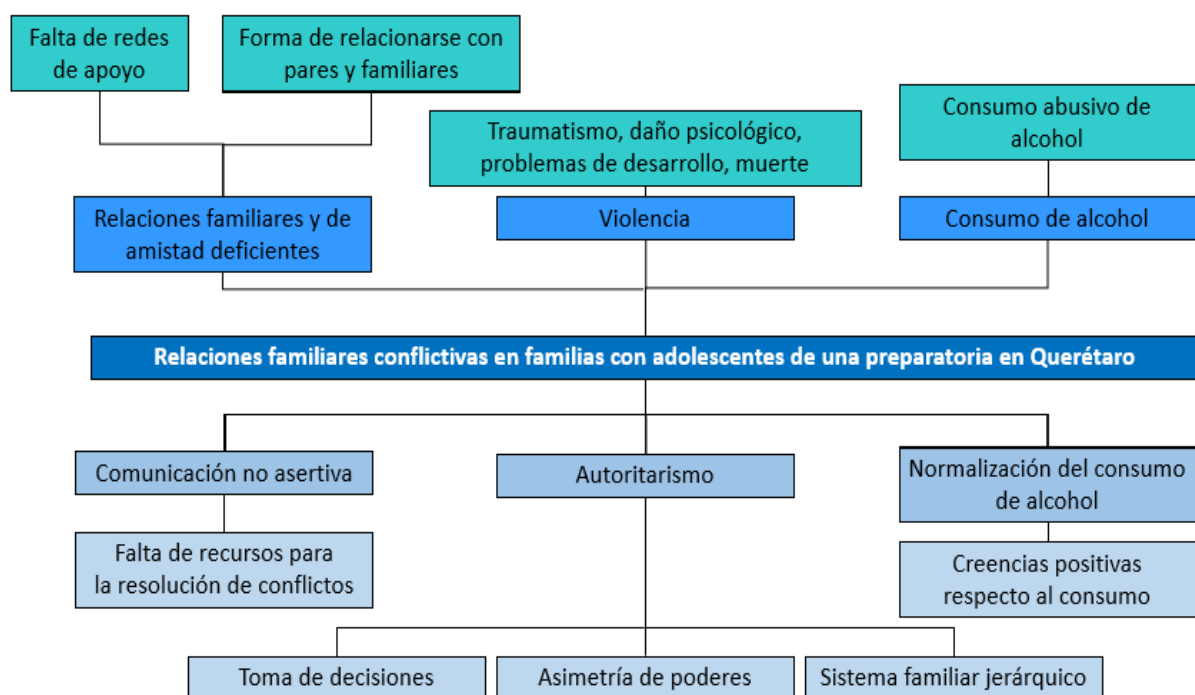 Falta de redes
de apoyo
Forma de relacionarse con
pares y familiares
Traumatismo, daño psicológico,
problemas de desarrollo, muerte
Consumo abusivo de
alcohol
Relaciones familiares y de
amistad deficientes
Violencia
Consumo de alcohol
Relaciones familiares conflictivas en familias con adolescentes de una preparatoria en Querétaro
Comunicación no asertiva
Autoritarismo
Normalización del consumo
de alcohol
Falta de recursos para
la resolución de conflictos
Creencias positivas
respecto al consumo
Toma de decisiones
Asimetría de poderes
Sistema familiar jerárquico